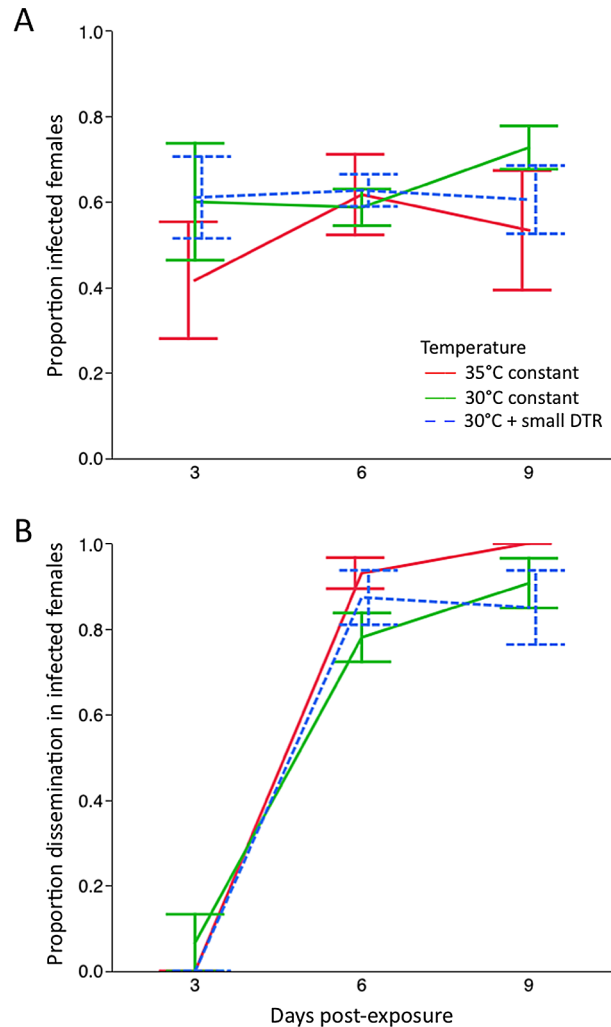 A
1.0
0.8
0.6
0.4
0.2
0.0
Proportion infected females
Temperature
35°C constant
30°C constant
30°C + small DTR
3 6 9
B
1.0
0.8
0.6
0.4
0.2
0.0
Proportion dissemination in infected females
3 6 9
Days post-exposure